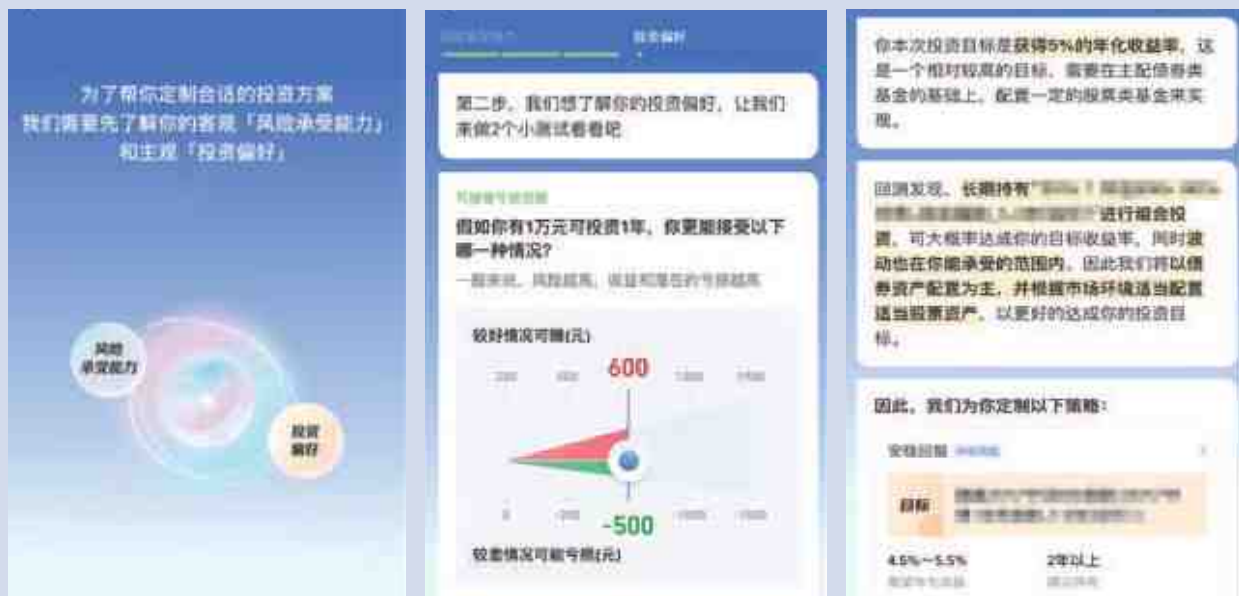 为了帮你定制合适的投资方案
我们需要先了解你的客观「风险承受能力」
和主观「投资偏好」
风险
承受能力
投资
偏好
投资偏好
第二步，我们想了解你的投资偏好，让我们
来做2个小测试看看吧
假如你有1万元可投资1年，你更能接受以下
哪一种情况？
一般来说，风险越高，收益和潜在的亏损越高
较好情况可赚(元)
600
0
-500
较差情况可能亏损(元)
你本次投资目标是获得5%的年化收益率，这
是一个相对较高的目标，需要在主配债券类
基金的基础上，配置一定的股票类基金来实
现。
回测发现，长期持有
进行组合投
资，可大概率达成你的目标收益率，同时波
动也在你能承受的范围内，因此我们将以债
券资产配置为主，并根据市场环境适当配置
适当股票资产，以更好的达成你的投资目
标。
因此，我们为你定制以下策略：
安稳回报
目标
4.5%～5.5%
2年以上